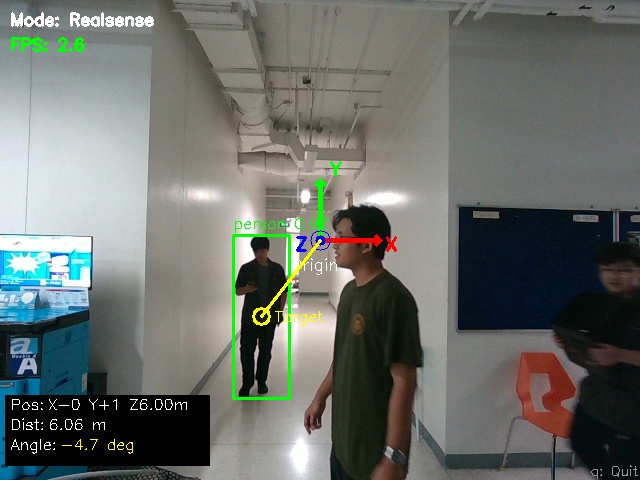 Mode: Realsense
FPS: 2.6
Y
person 0
Z
X
Origin
Target
Double A
A
Pos: X-0 Y+1 Z6.00m
Dist: 6.06 m
Angle: -4.7 deg
q: Quit